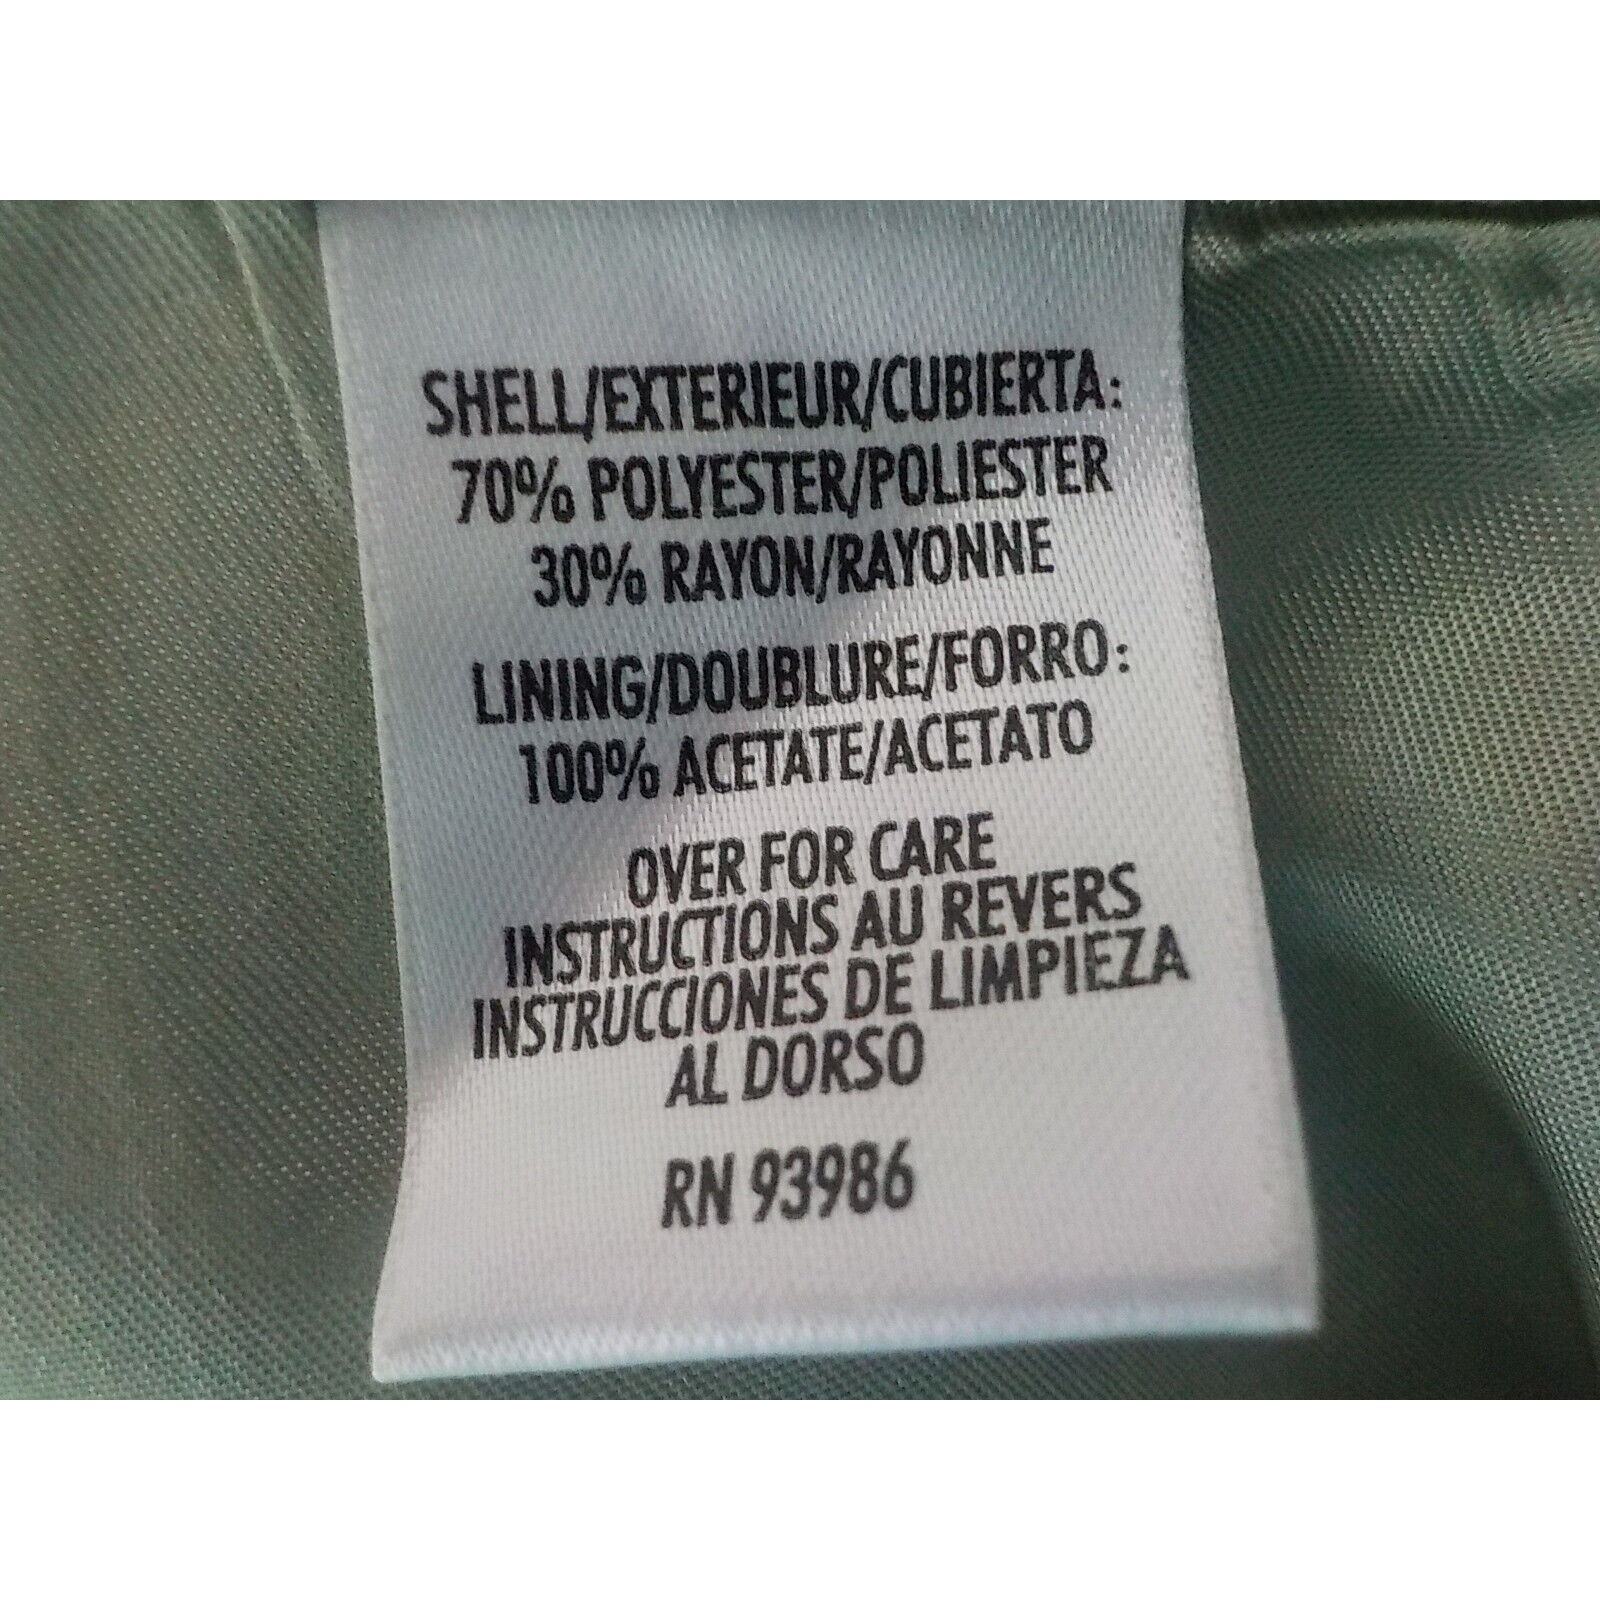 SHELL/EXTERIEUR/CUBIERTA:
70% POLYESTER/POLIESTER
30% RAYON/RAYONNE
LINING/DOUBLURE/FORRO:
100% ACETATE/ACETATO
OVER FOR CARE
INSTRUCTIONS AU REVERS
INSTRUCCIONES DE LIMPIEZA
AL DORSO
RN 93986